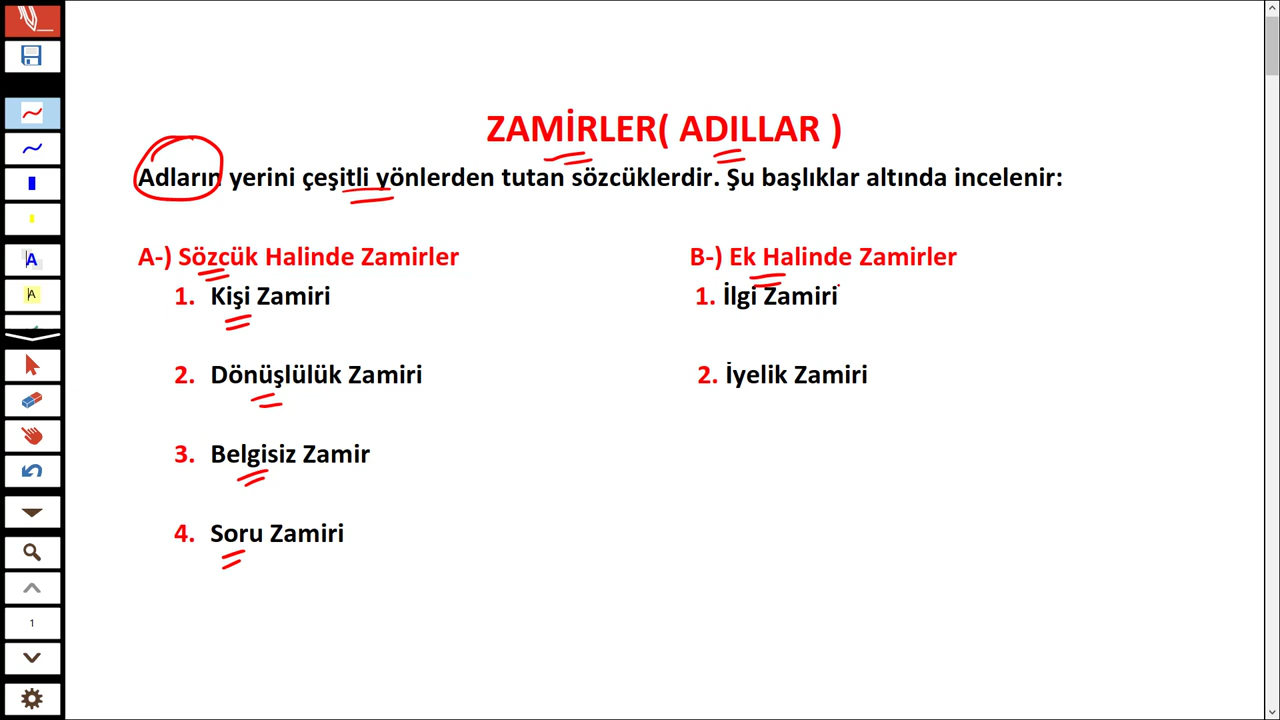 ZAMİRLER( ADILLAR )
Adların yerini çeşitli yönlerden tutan sözcüklerdir. Şu başlıklar altında incelenir:
A-) Sözcük Halinde Zamirler
1. Kişi Zamiri
2. Dönüşlülük Zamiri
3. Belgisiz Zamir
4. Soru Zamiri
B-) Ek Halinde Zamirler
1. İlgi Zamiri
2. İyelik Zamiri
A
A
1